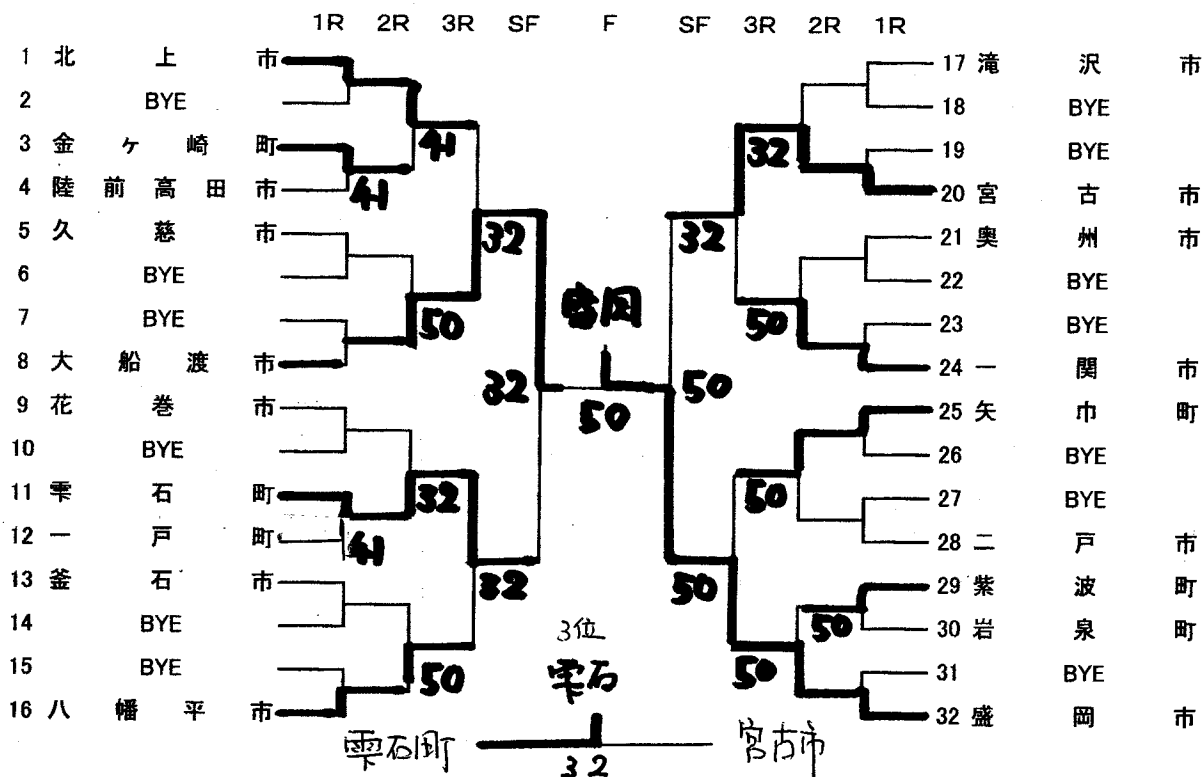 1R 2R 3R SF F SF 3R 2R 1R
1 北上市
2 BYE
3 金ヶ崎町
4 陸前高田市
5 久慈市
6 BYE
7 BYE
8 大船渡市
9 花巻市
10 BYE
11 雫石町
12 一戸町
13 釜石市
14 BYE
15 BYE
16 八幡平市
41
41
50
32
32
41
50
32
32
盛岡
50
3位
雫石
雫石町
宮古市
32
32
32
50
50
50
50
50
50
17 滝沢市
18 BYE
19 BYE
20 宮古市
21 奥州市
22 BYE
23 BYE
24 一関市
25 矢巾町
26 BYE
27 BYE
28 二戸市
29 紫波町
30 岩泉町
31 BYE
32 盛岡市